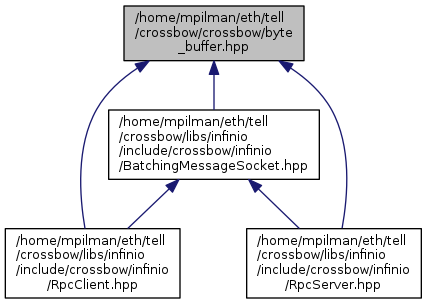 /home/mpilman/eth/tell
/crossbow/crossbow/byte
_buffer.hpp
/home/mpilman/eth/tell
/crossbow/libs/infinio
/include/crossbow/infinio
/BatchingMessageSocket.hpp
/home/mpilman/eth/tell
/crossbow/libs/infinio
/include/crossbow/infinio
/RpcClient.hpp
/home/mpilman/eth/tell
/crossbow/libs/infinio
/include/crossbow/infinio
/RpcServer.hpp